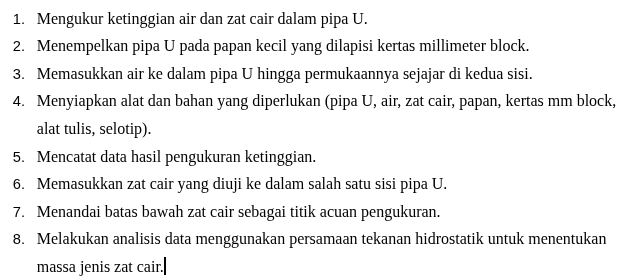 1. Mengukur ketinggian air dan zat cair dalam pipa U.
2. Menempelkan pipa U pada papan kecil yang dilapisi kertas millimeter block.
3. Memasukkan air ke dalam pipa U hingga permukaannya sejajar di kedua sisi.
4. Menyiapkan alat dan bahan yang diperlukan (pipa U, air, zat cair, papan, kertas mm block,
alat tulis, selotip).
5. Mencatat data hasil pengukuran ketinggian.
6. Memasukkan zat cair yang diuji ke dalam salah satu sisi pipa U.
7. Menandai batas bawah zat cair sebagai titik acuan pengukuran.
8. Melakukan analisis data menggunakan persamaan tekanan hidrostatik untuk menentukan
massa jenis zat cair.